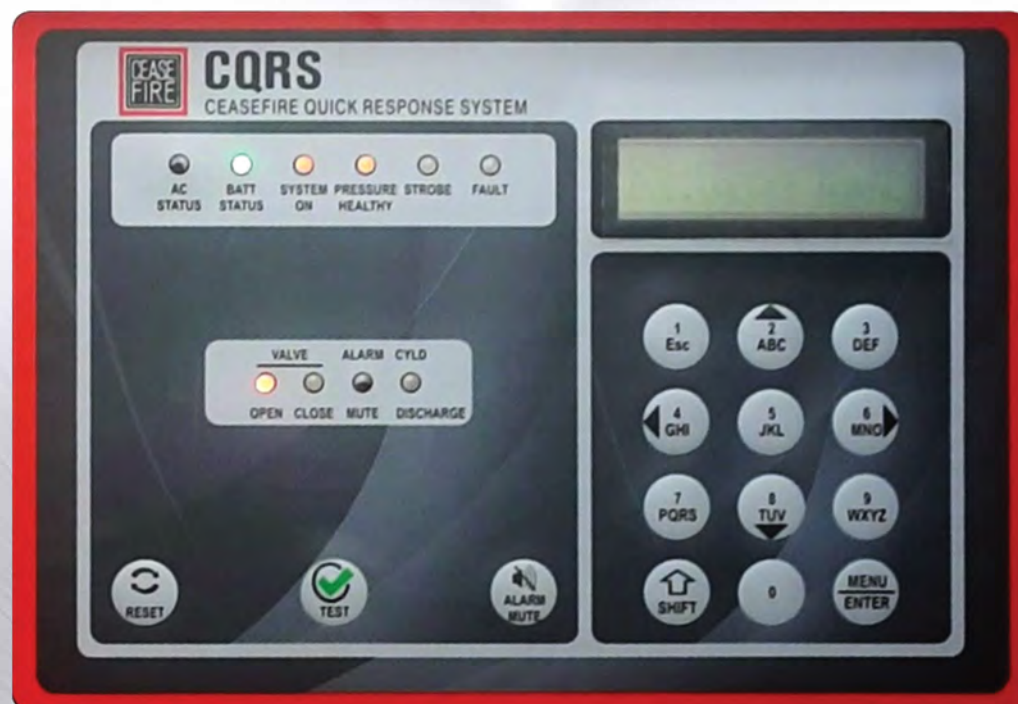 CEASE
FIRE
CQRS
CEASEFIRE QUICK RESPONSE SYSTEM
AC
STATUS
BATT
STATUS
SYSTEM
ON
PRESSURE
HEALTHY
STROBE
FAULT
VALVE
ALARM
CYLD
OPEN
CLOSE
MUTE
DISCHARGE
RESET
TEST
ALARM
MUTE
1
Esc
2
ABC
3
DEF
4
GHI
5
JKL
6
MNO
7
PQRS
8
TUV
9
WXYZ
SHIFT
0
MENU
ENTER